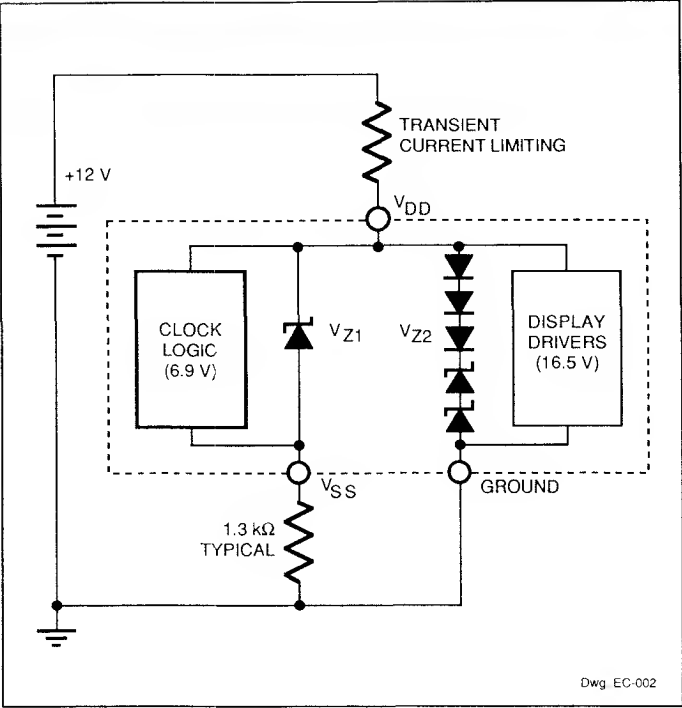 TRANSIENT
CURRENT LIMITING
+12 V
VDD
CLOCK
LOGIC
(6.9 V)
VZ1
VZ2
DISPLAY
DRIVERS
(16.5 V)
VSS
GROUND
1.3 kΩ
TYPICAL
Dwg. EC-002